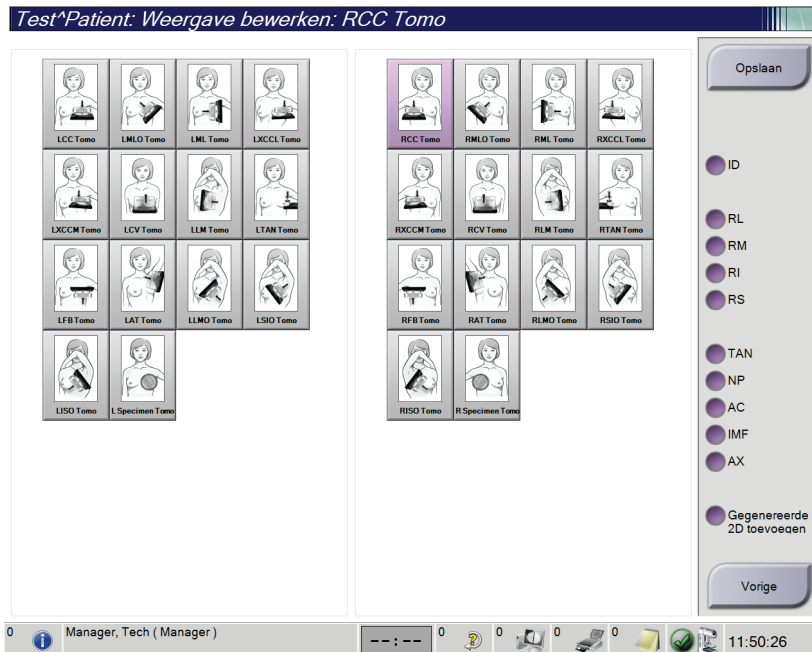 Test^Patient: Weergave bewerken: RCC Tomo
LCC Tomo
LMLO Tomo
LML Tomo
LXCCL Tomo
LXCCM Tomo
LCV Tomo
LLM Tomo
LTAN Tomo
LFB Tomo
LAT Tomo
LLMO Tomo
LSIO Tomo
LISO Tomo
L Specimen Tomo
RCC Tomo
RMLO Tomo
RML Tomo
RXCCL Tomo
RXCCM Tomo
RCV Tomo
RLM Tomo
RTAN Tomo
RFB Tomo
RAT Tomo
RLMO Tomo
RSIO Tomo
RISO Tomo
R Specimen Tomo
Opslaan
ID
RL
RM
RI
RS
TAN
NP
AC
IMF
AX
Gegenereerde
2D toevoegen
Vorige
0
Manager, Tech ( Manager )
--:--
0
0
0
0
11:50:26